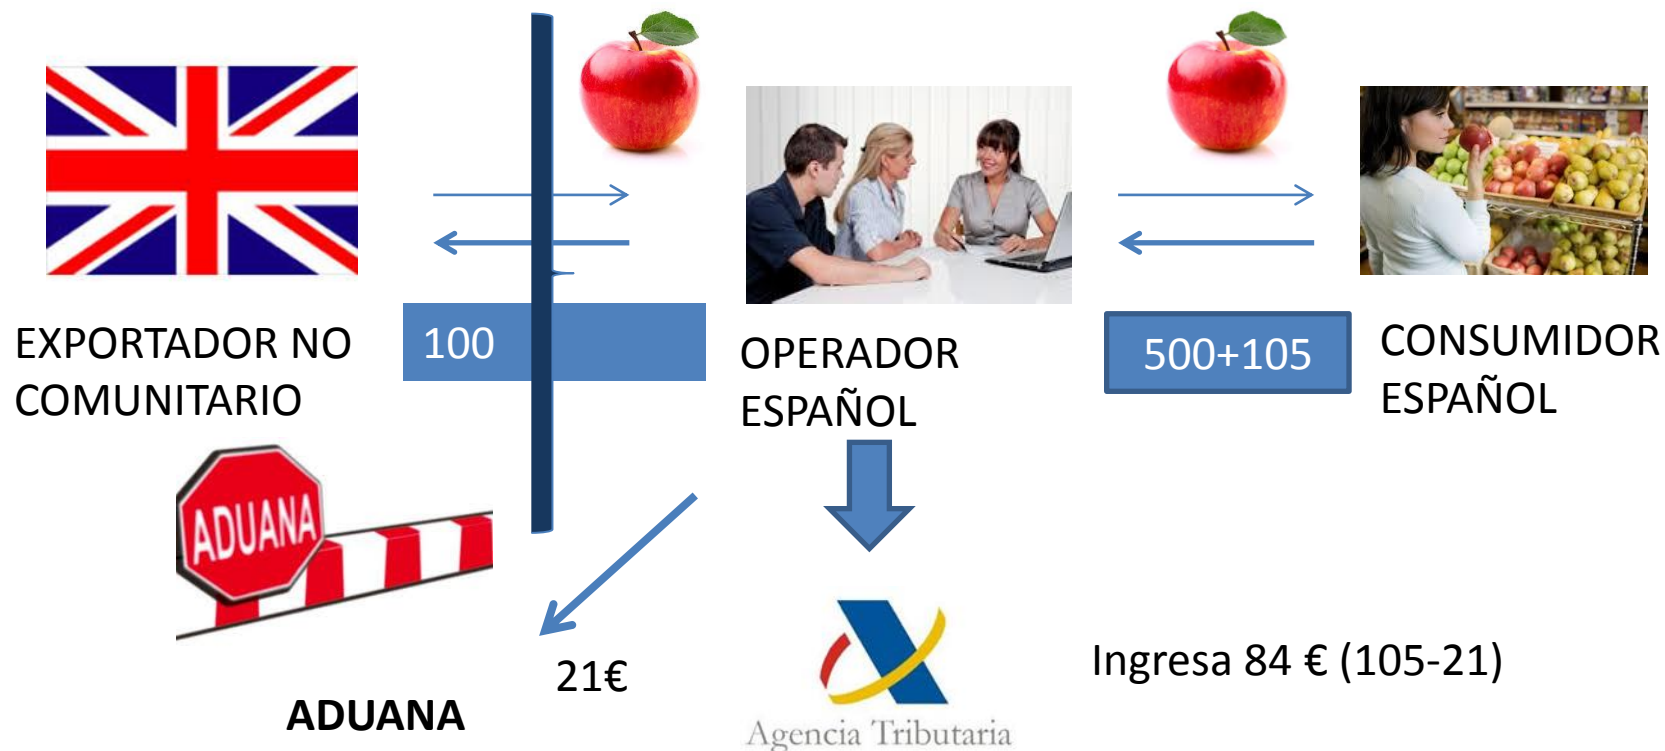 EXPORTADOR NO
COMUNITARIO
100
OPERADOR
ESPAÑOL
500+105
CONSUMIDOR
ESPAÑOL
ADUANA
21€
ADUANA
Agencia Tributaria
Ingresa 84 € (105-21)